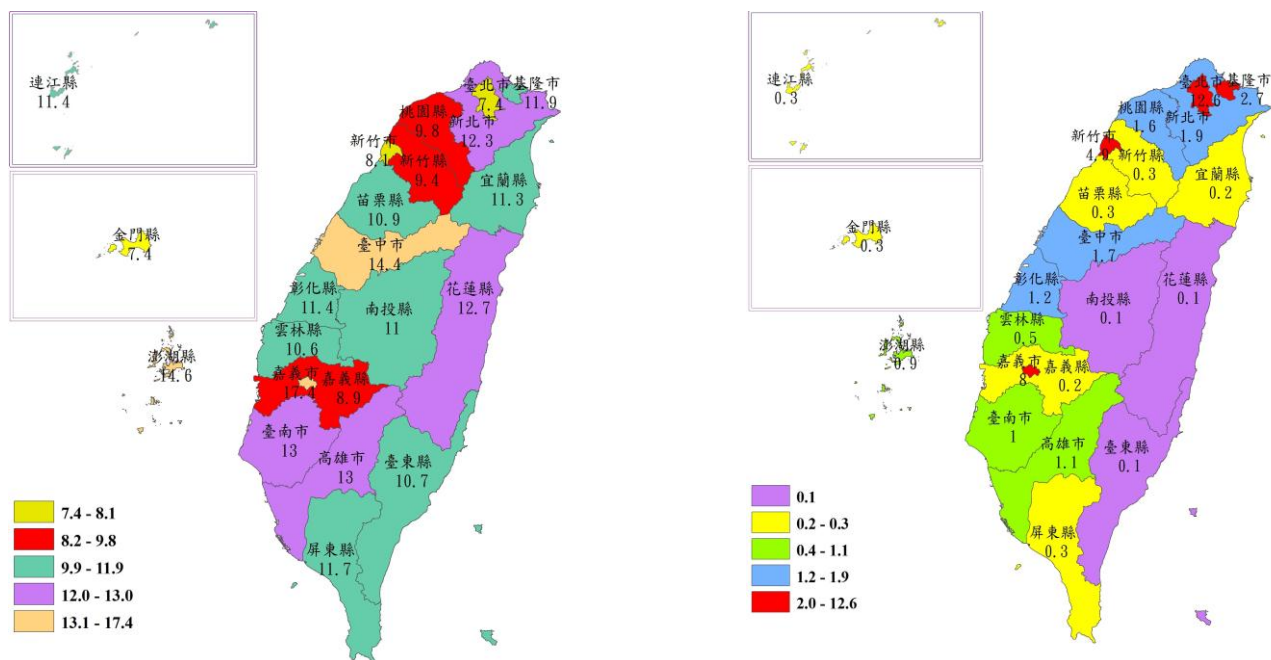 連江縣
11.4
金門縣
7.4
澎湖縣
14.6
臺北市
7.4
基隆市
11.9
桃園縣
9.8
新北市
12.3
新竹市
8.1
新竹縣
9.4
宜蘭縣
11.3
苗栗縣
10.9
臺中市
14.4
彰化縣
11.4
南投縣
11
花蓮縣
12.7
雲林縣
10.6
嘉義市
17.4
嘉義縣
8.9
臺南市
13
高雄市
13
臺東縣
10.7
屏東縣
11.7
7.4 - 8.1
8.2 - 9.8
9.9 - 11.9
12.0 - 13.0
13.1 - 17.4
連江縣
0.3
金門縣
0.3
澎湖縣
0.9
臺北市
12.6
基隆市
2.7
桃園縣
1.6
新北市
1.9
新竹市
新竹縣
0.3
宜蘭縣
0.2
苗栗縣
0.3
臺中市
1.7
彰化縣
1.2
南投縣
0.1
花蓮縣
0.1
雲林縣
0.5
嘉義市
8
嘉義縣
0.2
臺南市
1
高雄市
1.1
臺東縣
0.1
屏東縣
0.3
0.1
0.2 - 0.3
0.4 - 1.1
1.2 - 1.9
2.0 - 12.6